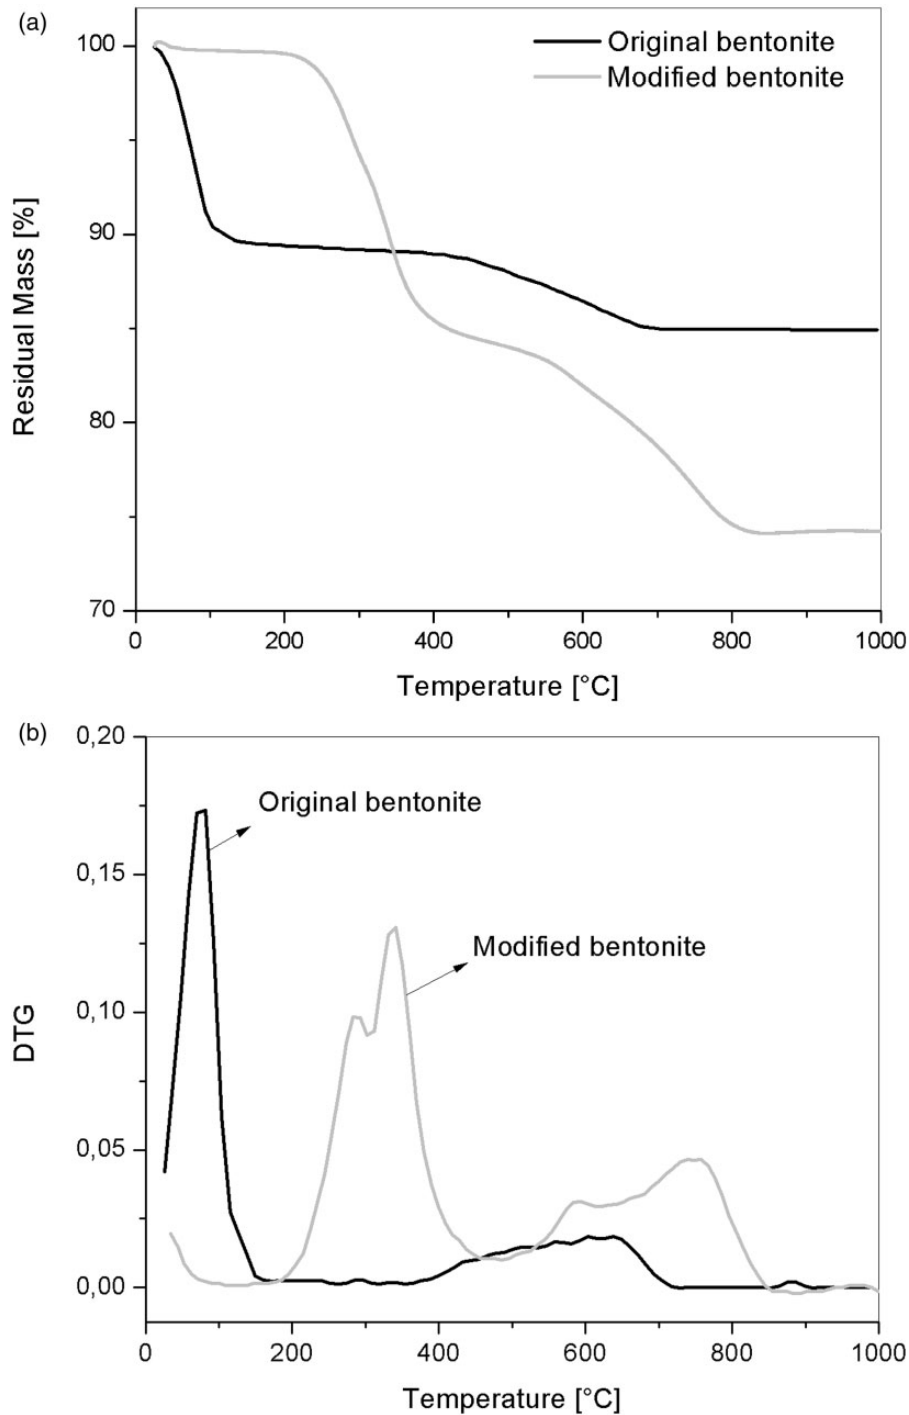 (a)
100
90
80
70
Residual Mass [%]
Original bentonite
Modified bentonite
0 200 400 600 800 1000
Temperature [°C]
(b)
0,20
0,15
0,10
0,05
0,00
DTG
Original bentonite
Modified bentonite
0 200 400 600 800 1000
Temperature [°C]